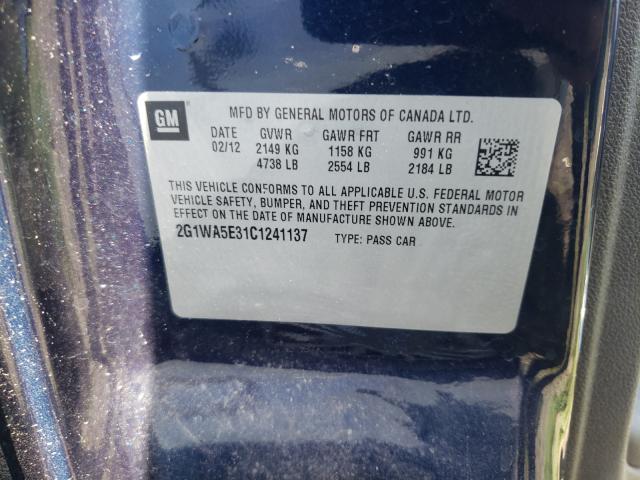 GM
MFD BY GENERAL MOTORS OF CANADA LTD.
DATE GVWR GAWR FRT GAWR RR
02/12 2149 KG 1158 KG 991 KG
4738 LB 2554 LB 2184 LB
THIS VEHICLE CONFORMS TO ALL APPLICABLE U.S. FEDERAL MOTOR
VEHICLE SAFETY, BUMPER, AND THEFT PREVENTION STANDARDS IN
EFFECT ON THE DATE OF MANUFACTURE SHOWN ABOVE.
2G1WA5E31C1241137 TYPE: PASS CAR